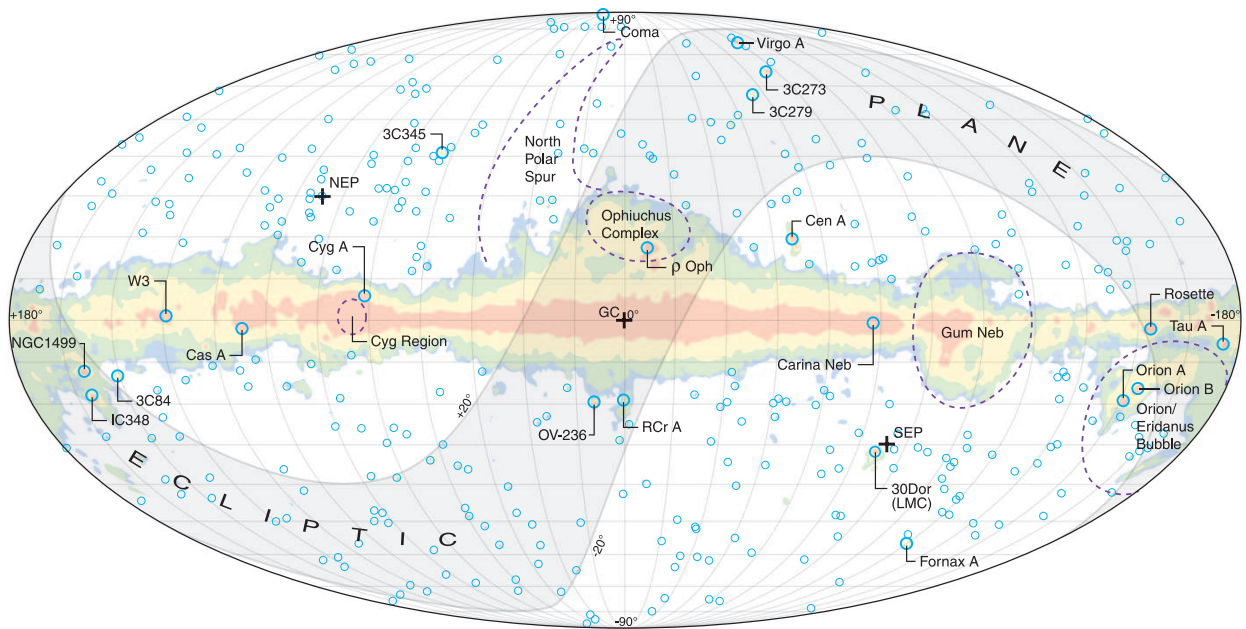 +90°
Coma
Virgo A
3C273
3C279
P L A N E
3C345
North
Polar
Spur
NEP
Ophiuchus
Complex
Cen A
Cyg A
ρ Oph
W3
Rosette
+180°
GC
+0°
-180°
Tau A
NGC1499
Gum Neb
Cas A
Cyg Region
Carina Neb
Orion A
Orion B
3C84
IC348
+20°
OV-236
RCr A
Orion/
Eridanus
Bubble
SEP
E C L I P T I C
30Dor
(LMC)
-20°
Fornax A
-90°